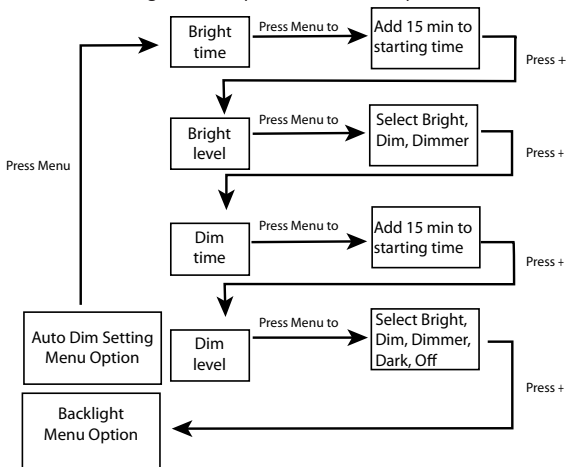 Bright
time
Press Menu to
Add 15 min to
starting time
Press +
Bright
level
Press Menu to
Select Bright,
Dim, Dimmer
Press +
Press Menu
Dim
time
Press Menu to
Add 15 min to
starting time
Press +
Auto Dim Setting
Menu Option
Dim
level
Press Menu to
Select Bright,
Dim, Dimmer,
Dark, Off
Press +
Backlight
Menu Option